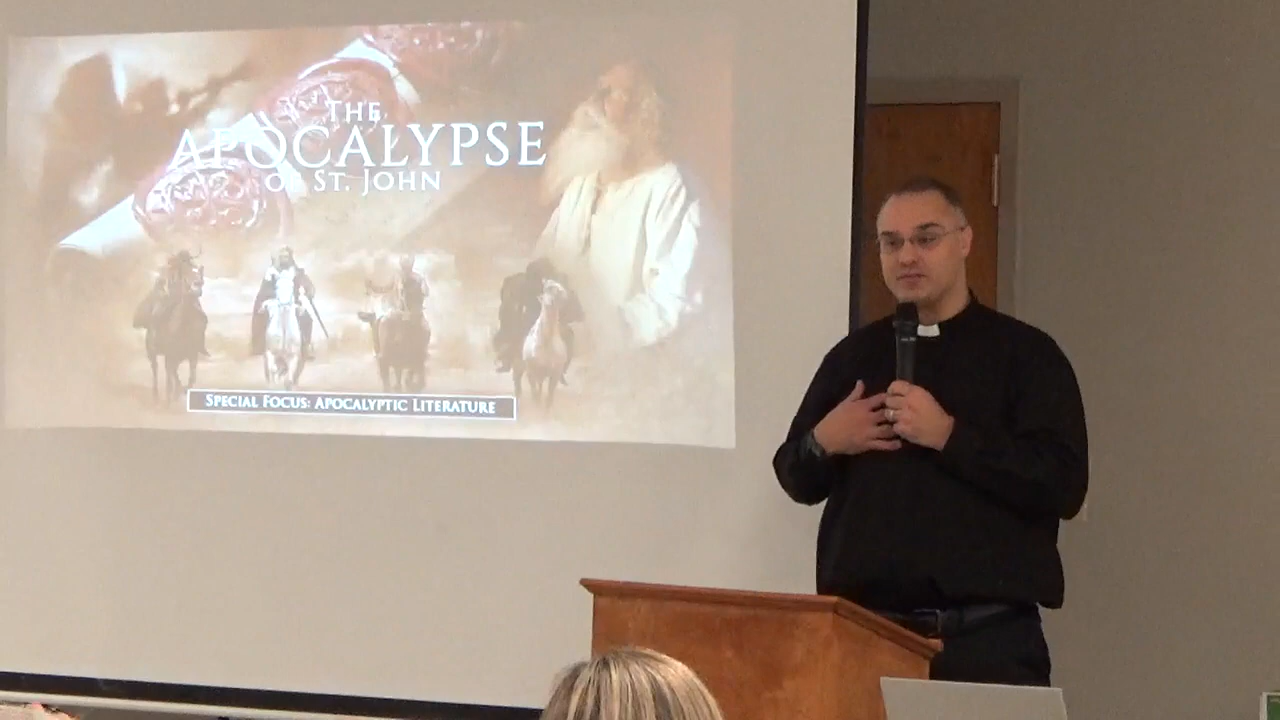 THE
APOCALYPSE
OF ST. JOHN
SPECIAL FOCUS: APOCALYPTIC LITERATURE